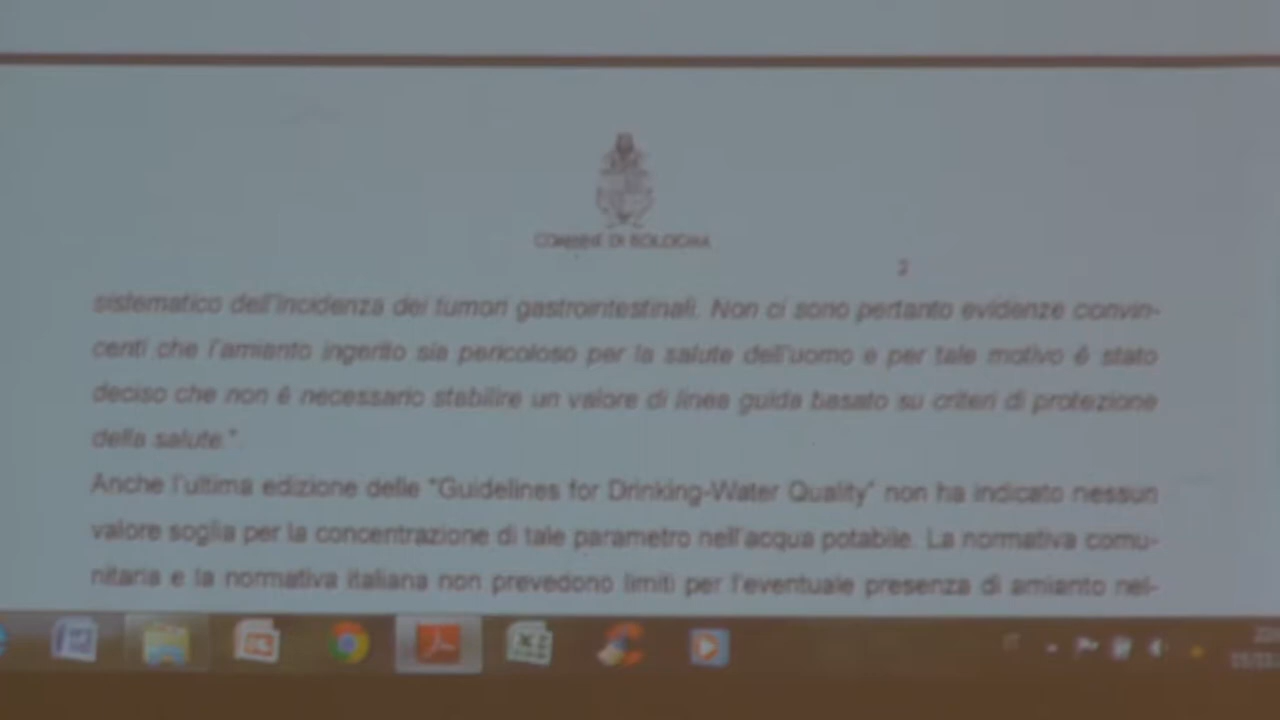 COMUNE DI BOLOGNA
2
sistematico dell'incidenza dei tumori gastrointestinali. Non ci sono pertanto evidenze convin-
centi che l'amianto ingerito sia pericoloso per la salute dell'uomo e per tale motivo è stato
deciso che non è necessario stabilire un valore di linea guida basato su criteri di protezione
della salute".
Anche l'ultima edizione delle "Guidelines for Drinking-Water Quality" non ha indicato nessun
valore soglia per la concentrazione di tale parametro nell'acqua potabile. La normativa comu-
nitaria e la normativa italiana non prevedono limiti per l'eventuale presenza di amianto nel-